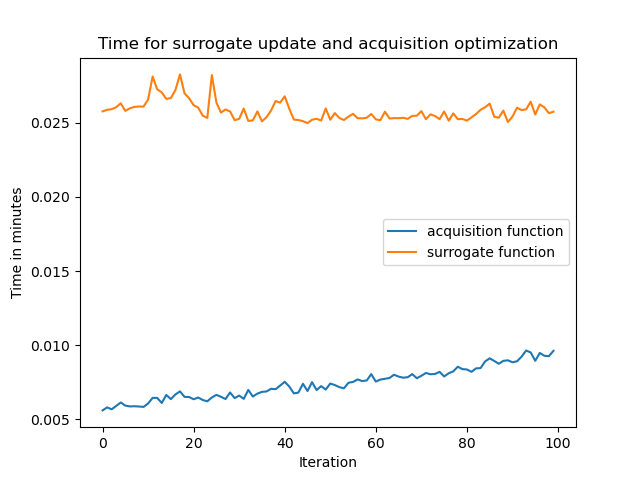 Time for surrogate update and acquisition optimization
Time in minutes
0.025
0.020
0.015
0.010
0.005
acquisition function
surrogate function
0 20 40 60 80 100
Iteration